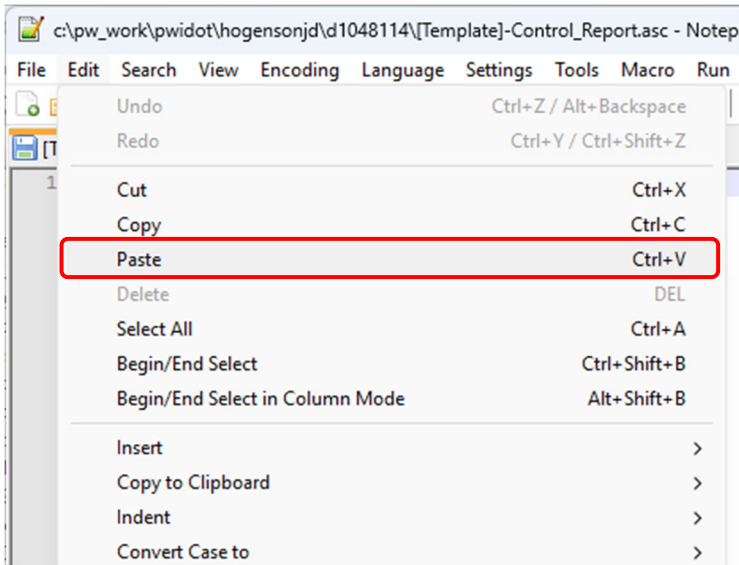 c:\pw_work\pwidot\hogensonjd\d1048114\[Template]-Control_Report.asc - Notep
File Edit Search View Encoding Language Settings Tools Macro Run
Undo Ctrl+Z / Alt+Backspace
Redo Ctrl+Y / Ctrl+Shift+Z
[T
1
Cut Ctrl+X
Copy Ctrl+C
Paste Ctrl+V
Delete DEL
Select All Ctrl+A
Begin/End Select Ctrl+Shift+B
Begin/End Select in Column Mode Alt+Shift+B
Insert
Copy to Clipboard
Indent
Convert Case to